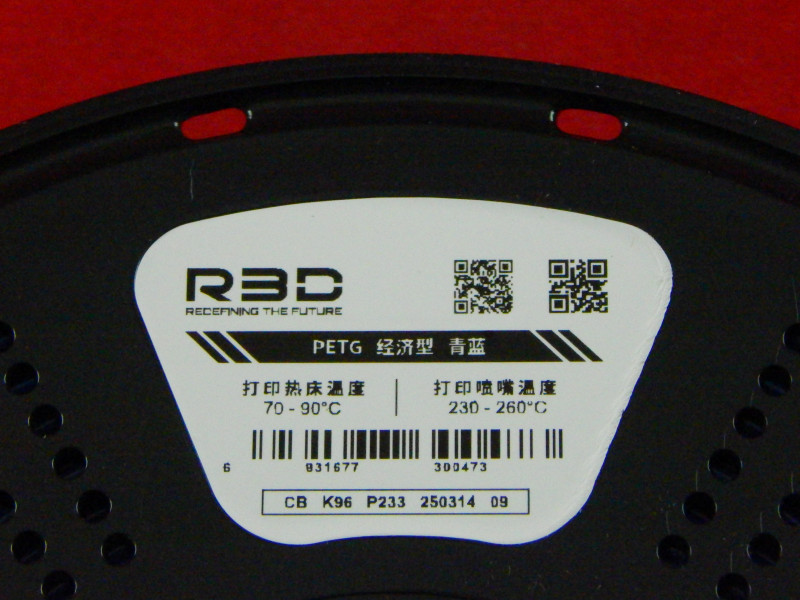 R3D
REDEFINING THE FUTURE
PETG 经济型 青蓝
打印热床温度
70 - 90°C
打印喷嘴温度
230 - 260°C
6 931677 300473
CB K96 P233 250314 09